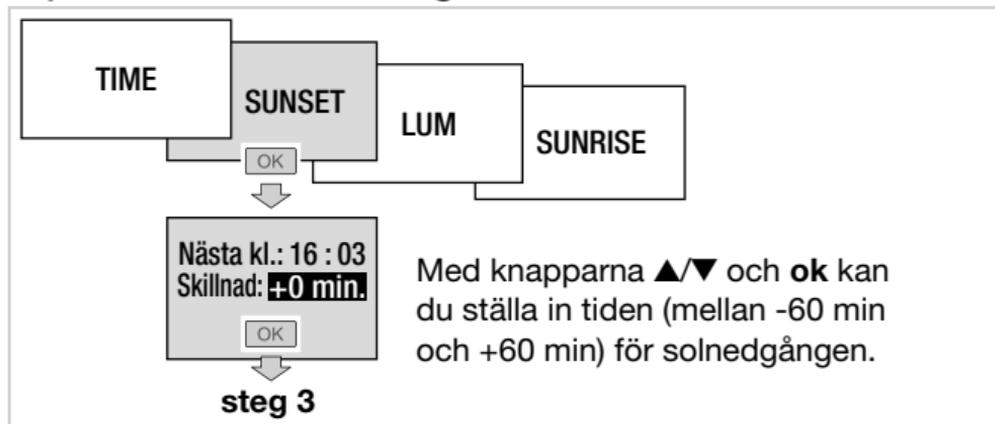 TIME
SUNSET
LUM
SUNRISE
OK
Nästa kl.: 16 : 03
Skillnad: +0 min.
OK
steg 3
Med knapparna ▲/▼ och ok kan
du ställa in tiden (mellan -60 min
och +60 min) för solnedgången.